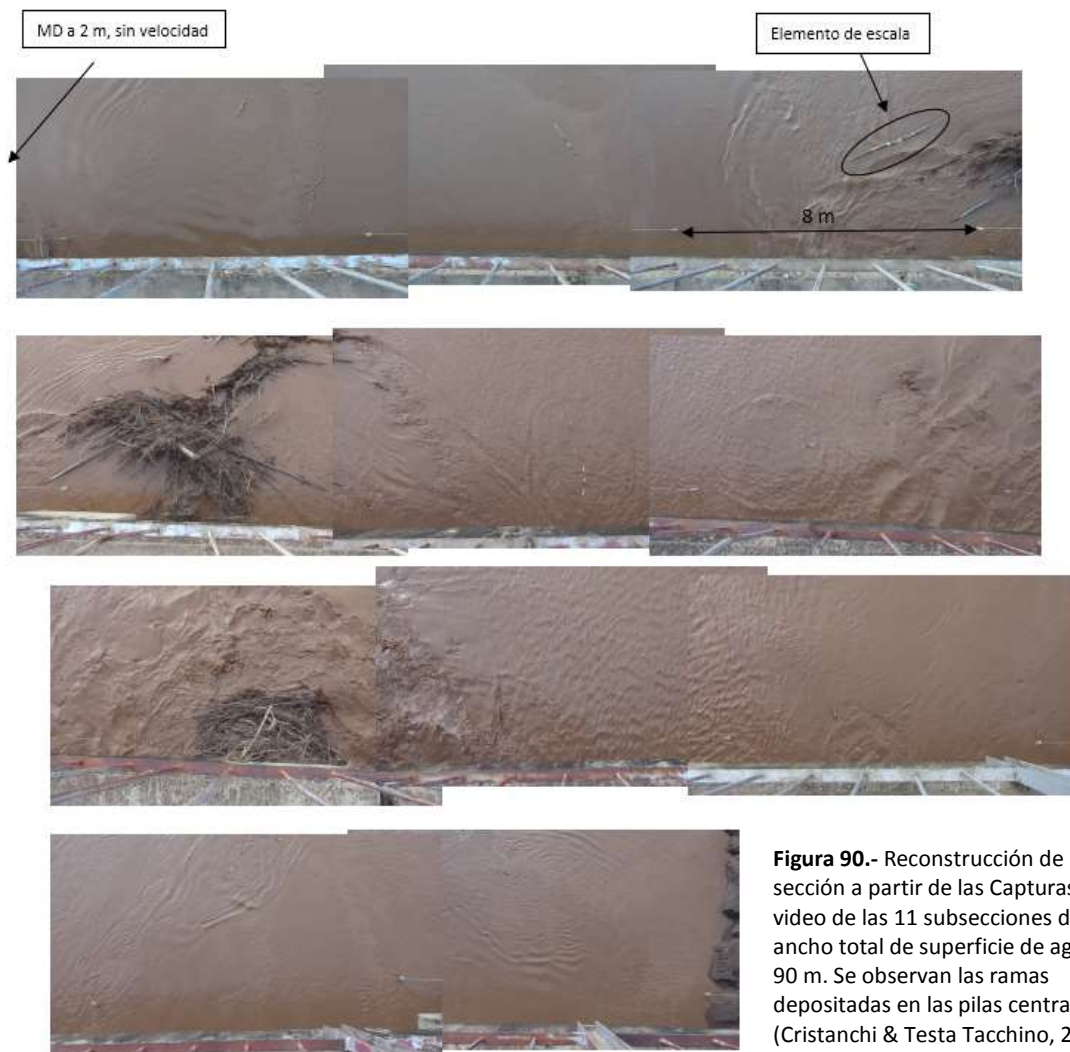 MD a 2 m, sin velocidad
Elemento de escala
8 m
Figura 90.- Reconstrucción de
sección a partir de las Capturas
video de las 11 subsecciones d
ancho total de superficie de ag
90 m. Se observan las ramas
depositadas en las pilas centra
(Cristanchi & Testa Tacchino, 2